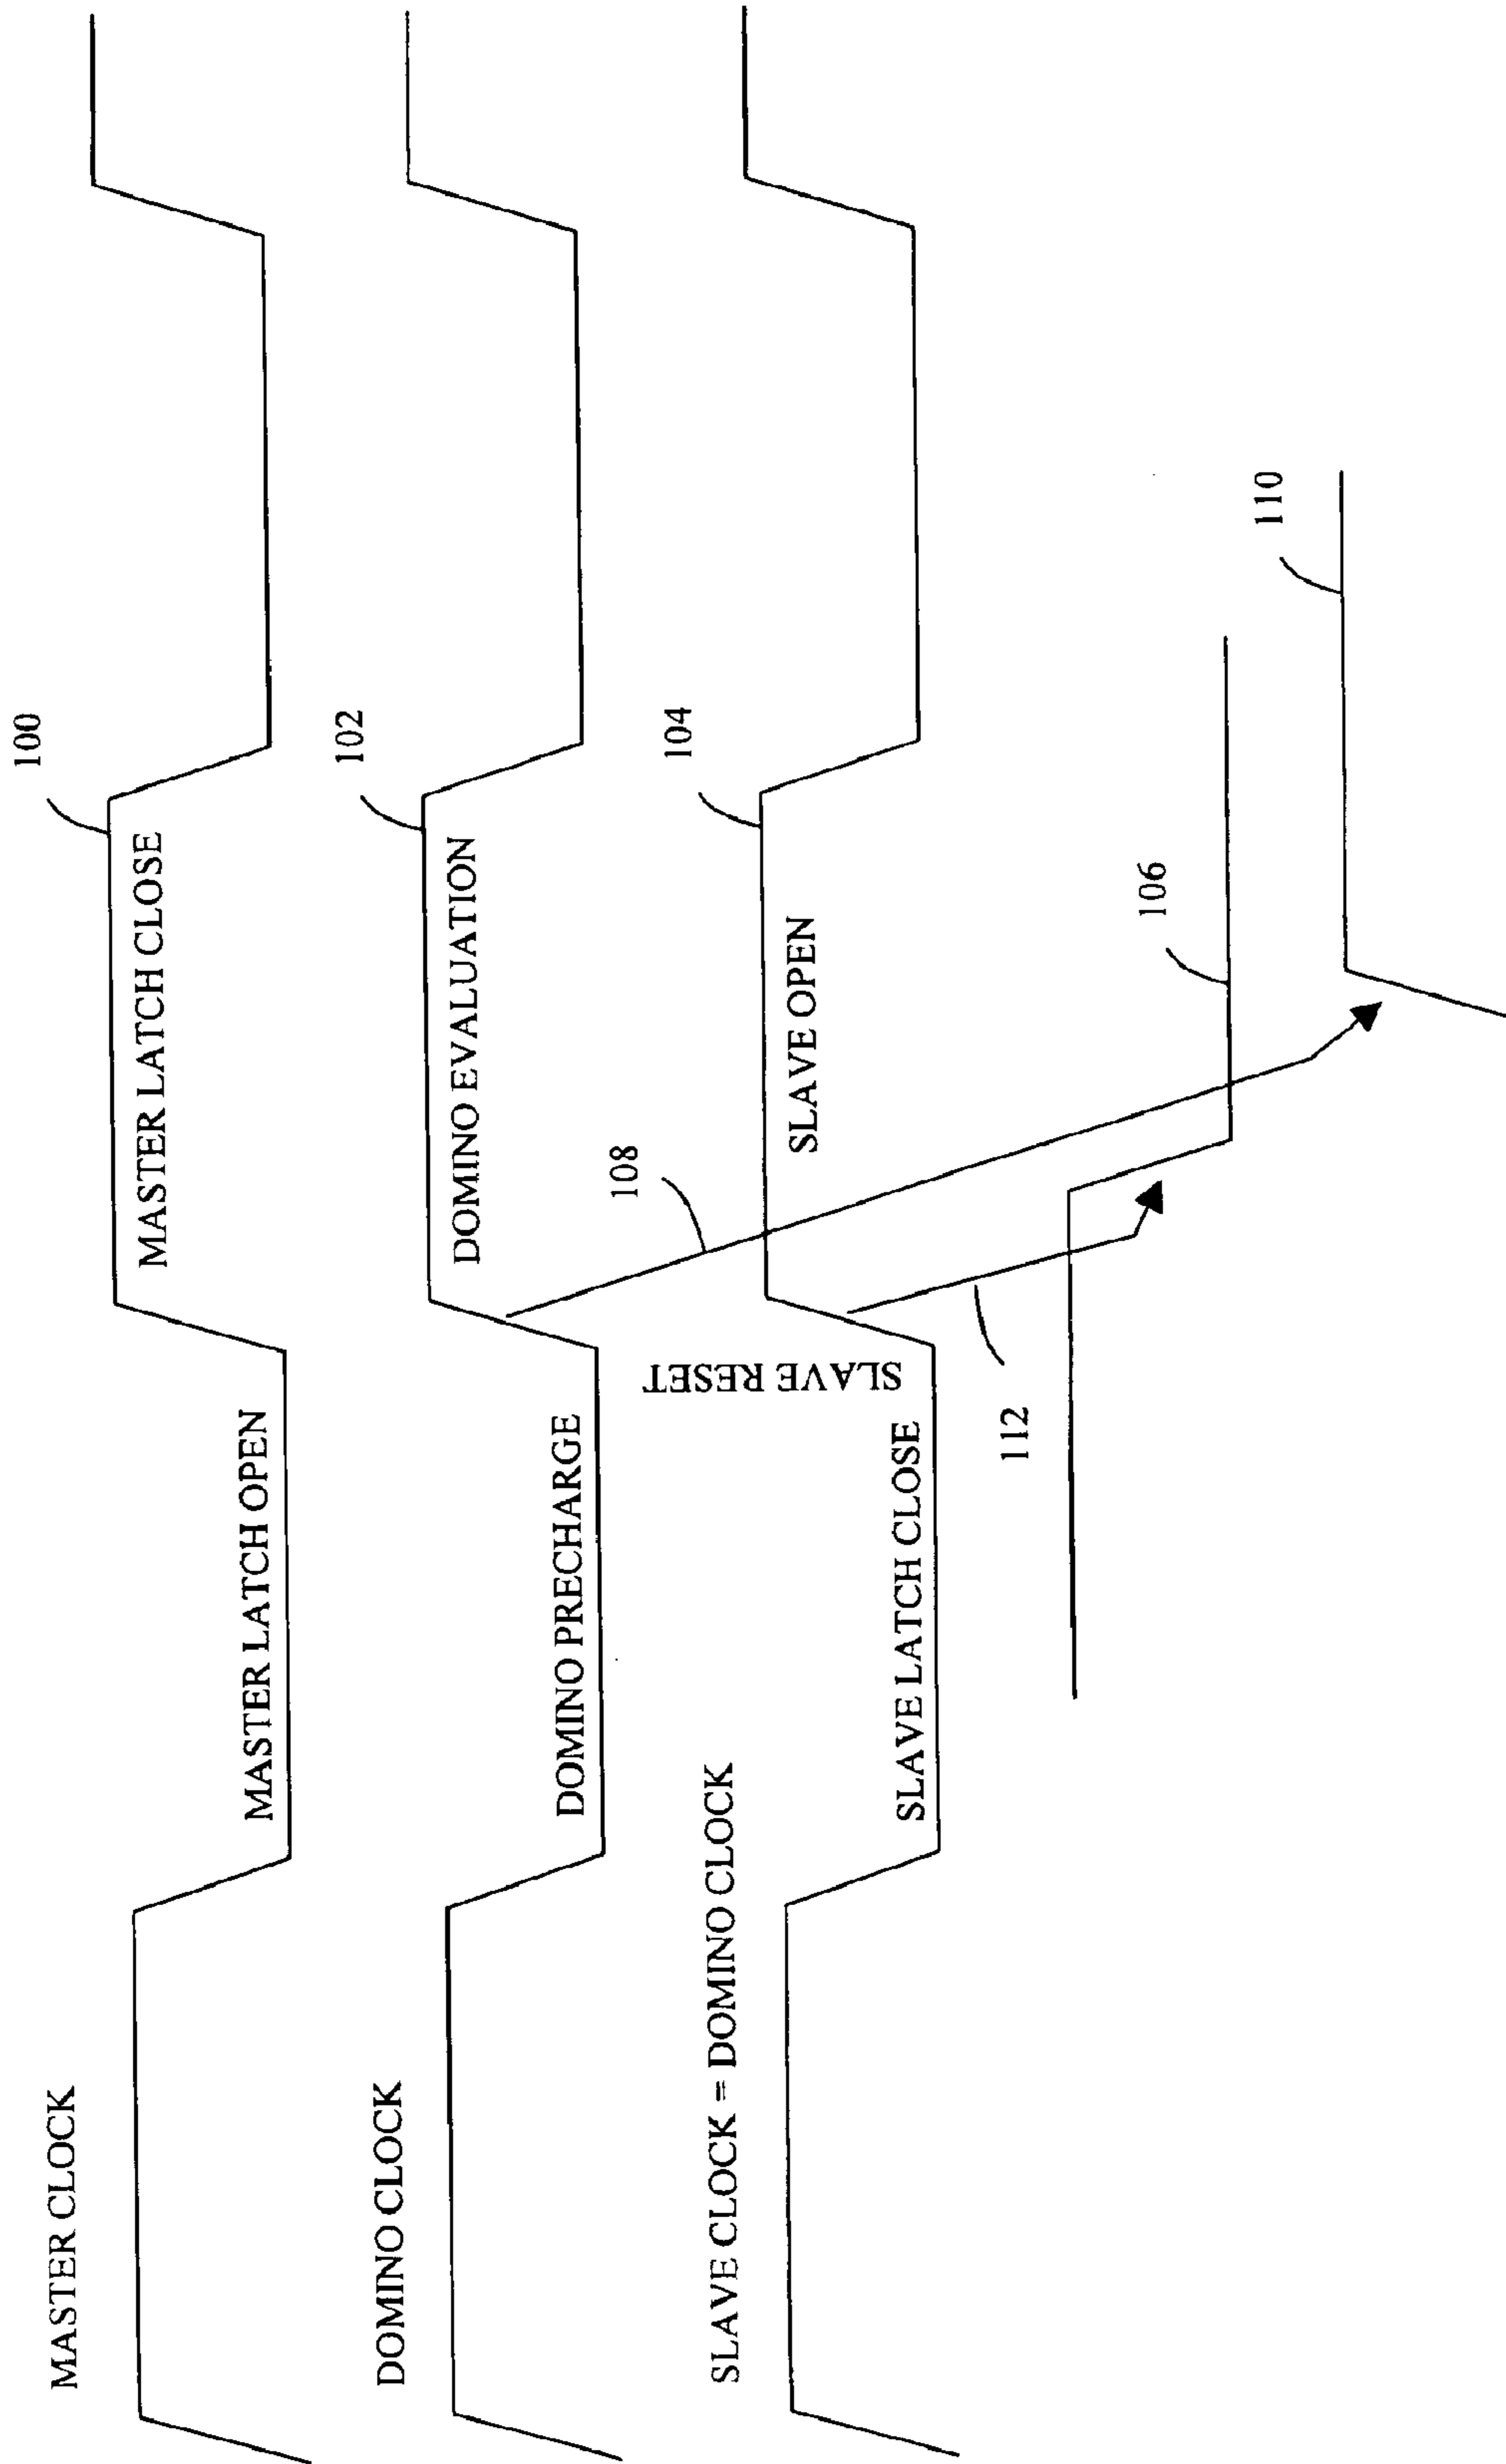 MASTER CLOCK
100
MASTER LATCH OPEN
MASTER LATCH CLOSE
DOMINO CLOCK
102
DOMINO PRECHARGE
DOMINO EVALUATION
SLAVE CLOCK = DOMINO CLOCK
SLAVE RESET
108
104
SLAVE LATCH CLOSE
SLAVE OPEN
112
106
110